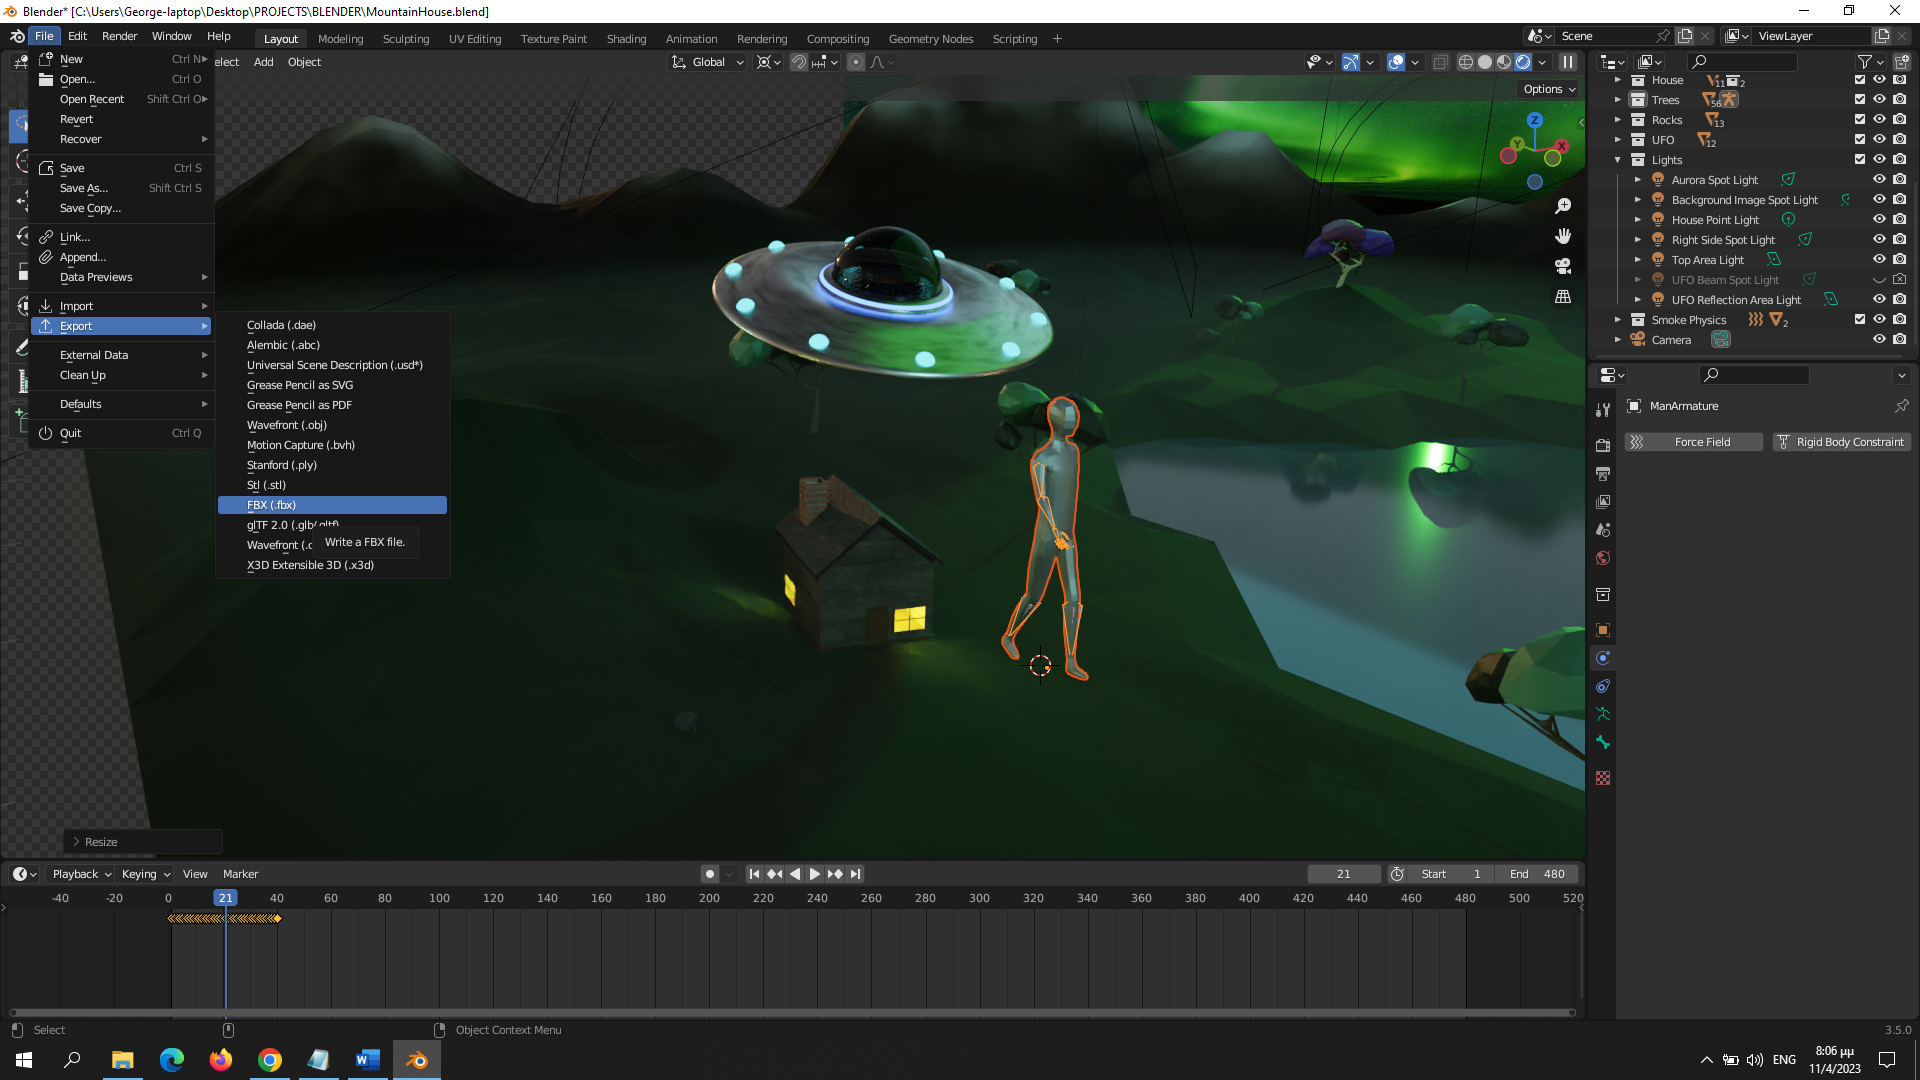 Blender* [C:\Users\George-laptop\Desktop\PROJECTS\BLENDER\MountainHouse.blend]
File Edit Render Window Help Layout Modeling Sculpting UV Editing Texture Paint Shading Animation Rendering Compositing Geometry Nodes Scripting + Scene ViewLayer
elect Add Object Global
Options
New Ctrl N
Open... Ctrl O
Open Recent Shift Ctrl O
Revert
Recover
Save Ctrl S
Save As... Shift Ctrl S
Save Copy...
Link...
Append...
Data Previews
Import
Export
External Data
Clean Up
Defaults
Quit Ctrl Q
Collada (.dae)
Alembic (.abc)
Universal Scene Description (.usd*)
Grease Pencil as SVG
Grease Pencil as PDF
Wavefront (.obj)
Motion Capture (.bvh)
Stanford (.ply)
Stl (.stl)
FBX (.fbx)
glTF 2.0 (.glb/.gltf)
Write a FBX file.
Wavefront (.o
X3D Extensible 3D (.x3d)
Z
Y
X
House 11 2
Trees 56
Rocks 13
UFO 12
Lights
Aurora Spot Light
Background Image Spot Light
House Point Light
Right Side Spot Light
Top Area Light
UFO Beam Spot Light
UFO Reflection Area Light
Smoke Physics 2
Camera
ManArmature
Force Field Rigid Body Constraint
Resize
Playback Keying View Marker 21 Start 1 End 480
-40 -20 0 21 40 60 80 100 120 140 160 180 200 220 240 260 280 300 320 340 360 380 400 420 440 460 480 500 520
Select Object Context Menu 3.5.0
ENG
8:06 μμ
11/4/2023